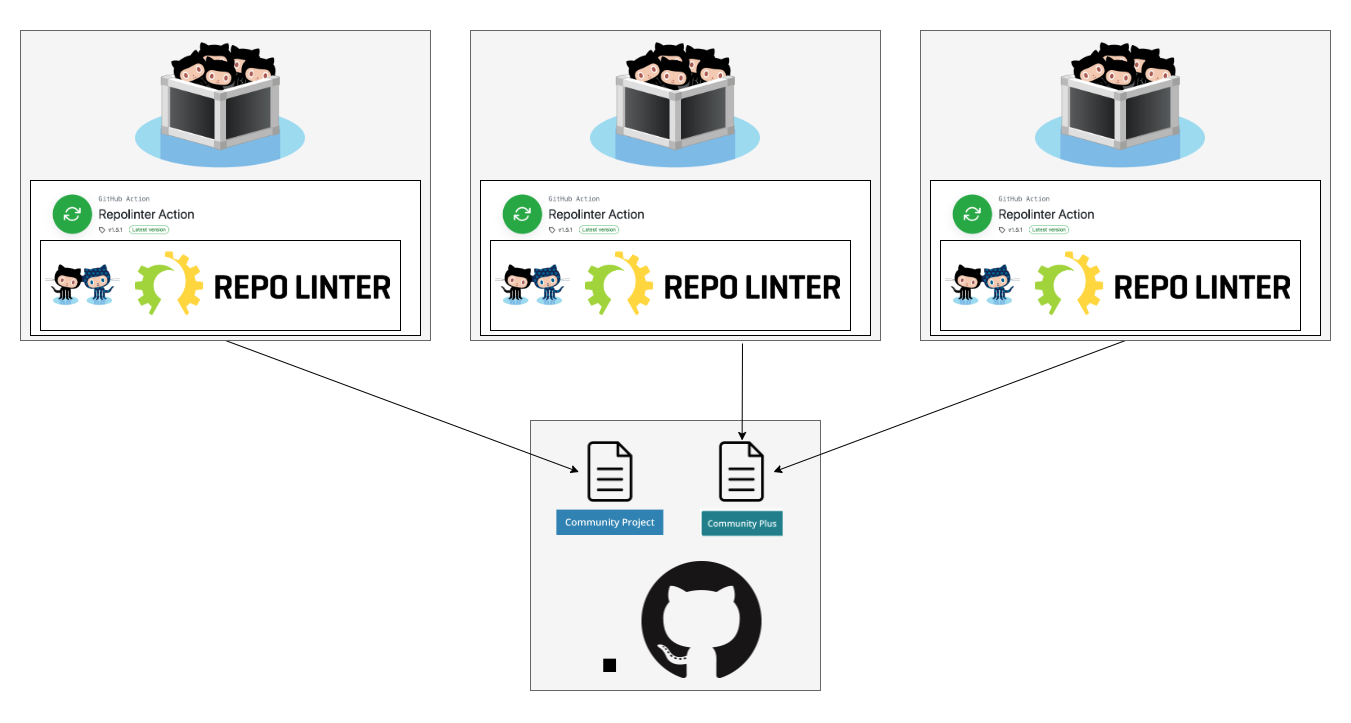 GitHub Action
Repolinter Action
v1.5.1 Latest version
REPO LINTER
GitHub Action
Repolinter Action
v1.5.1 Latest version
REPO LINTER
GitHub Action
Repolinter Action
v1.5.1 Latest version
REPO LINTER
Community Project
Community Plus